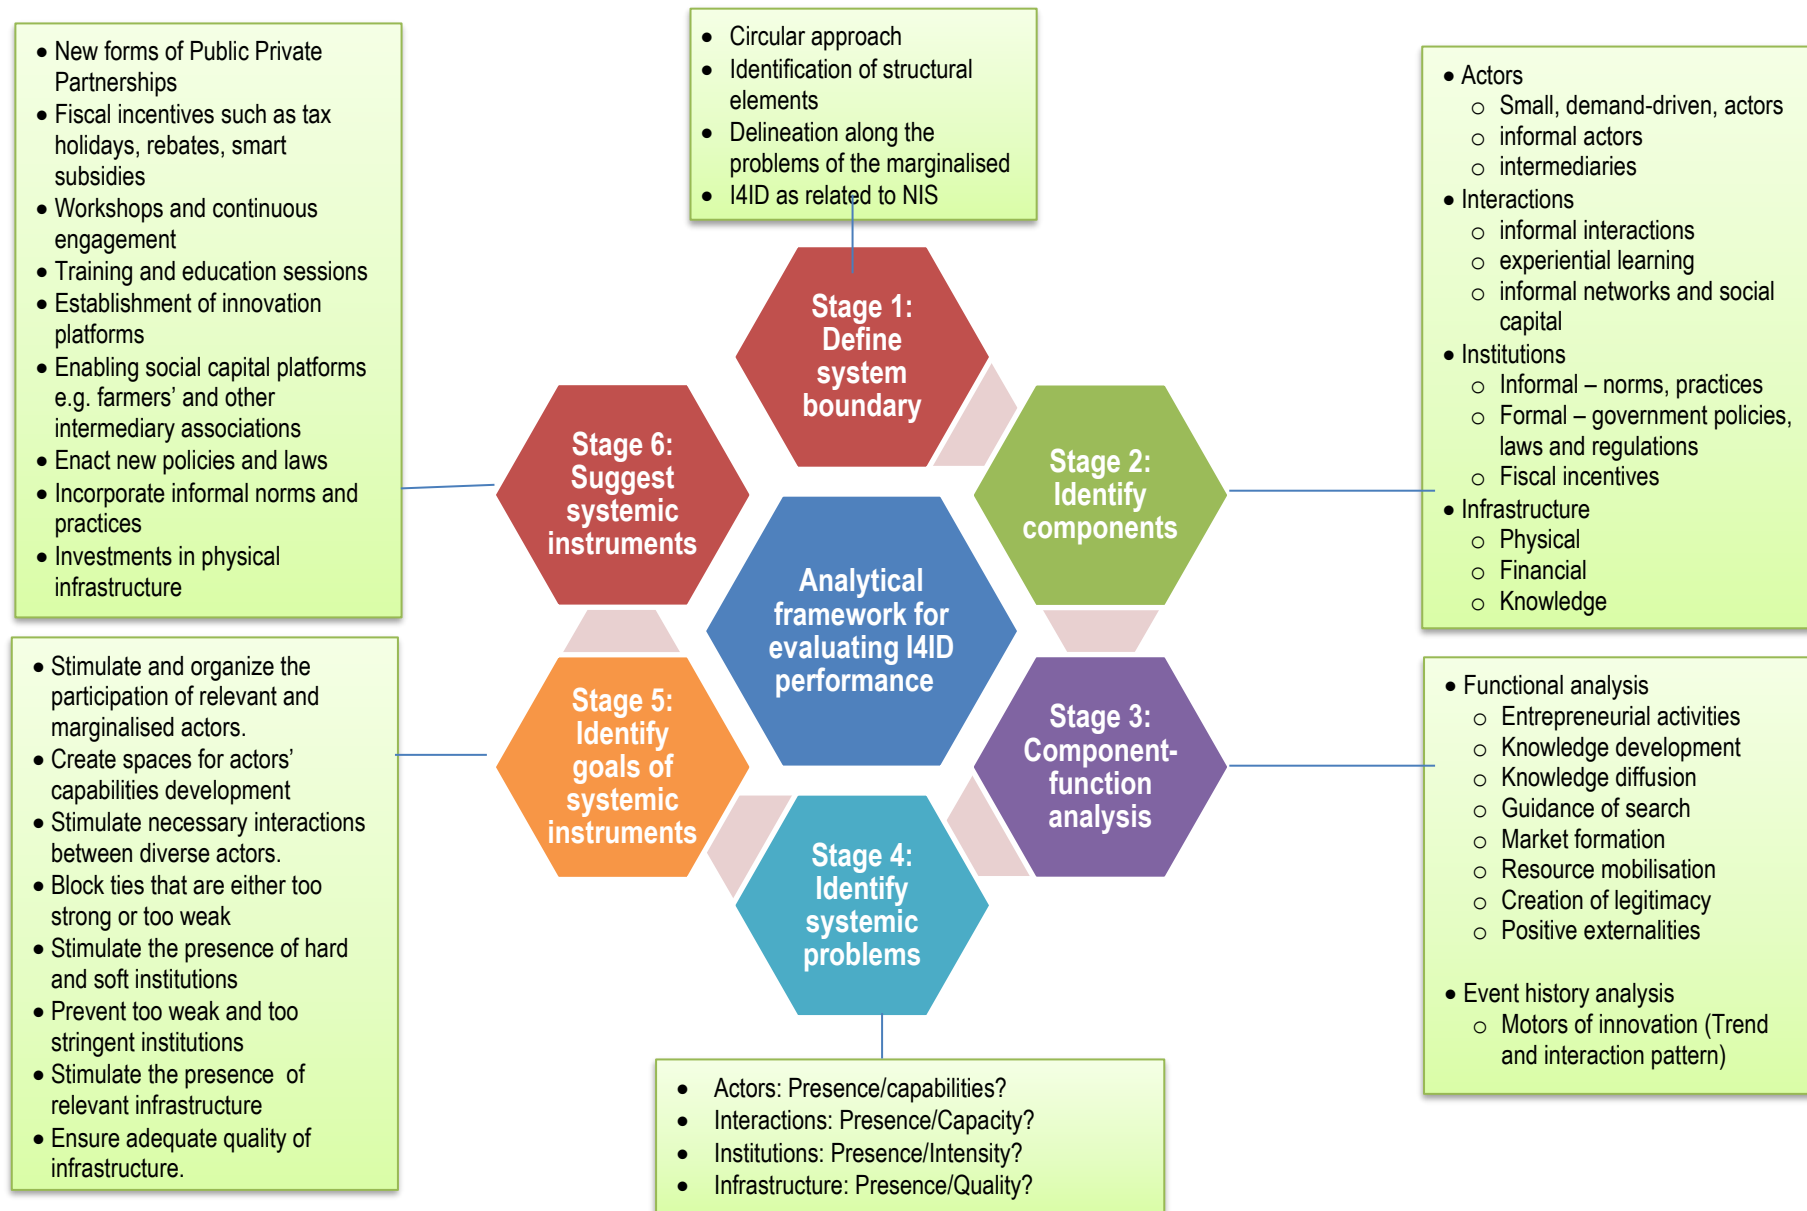 • New forms of Public Private
Partnerships
• Fiscal incentives such as tax
holidays, rebates, smart
subsidies
• Workshops and continuous
engagement
• Training and education sessions
• Establishment of innovation
platforms
• Enabling social capital platforms
e.g. farmers’ and other
intermediary associations
• Enact new policies and laws
• Incorporate informal norms and
practices
• Investments in physical
infrastructure
• Circular approach
• Identification of structural
elements
• Delineation along the
problems of the marginalised
• I4ID as related to NIS
• Actors
o Small, demand-driven, actors
o informal actors
o intermediaries
• Interactions
o informal interactions
o experiential learning
o informal networks and social
capital
• Institutions
o Informal – norms, practices
o Formal – government policies,
laws and regulations
o Fiscal incentives
• Infrastructure
o Physical
o Financial
o Knowledge
Stage 1:
Define
system
boundary
Stage 6:
Suggest
systemic
instruments
Stage 2:
Identify
components
Analytical
framework for
evaluating I4ID
performance
Stage 5:
Identify
goals of
systemic
instruments
Stage 3:
Component-
function
analysis
Stage 4:
Identify
systemic
problems
• Stimulate and organize the
participation of relevant and
marginalised actors.
• Create spaces for actors’
capabilities development
• Stimulate necessary interactions
between diverse actors.
• Block ties that are either too
strong or too weak
• Stimulate the presence of hard
and soft institutions
• Prevent too weak and too
stringent institutions
• Stimulate the presence of
relevant infrastructure
• Ensure adequate quality of
infrastructure.
• Functional analysis
o Entrepreneurial activities
o Knowledge development
o Knowledge diffusion
o Guidance of search
o Market formation
o Resource mobilisation
o Creation of legitimacy
o Positive externalities
• Event history analysis
o Motors of innovation (Trend
and interaction pattern)
• Actors: Presence/capabilities?
• Interactions: Presence/Capacity?
• Institutions: Presence/Intensity?
• Infrastructure: Presence/Quality?